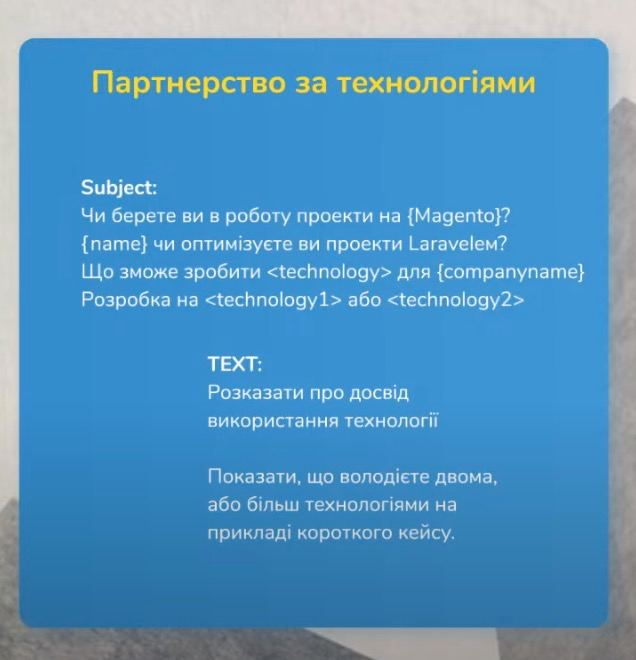 Партнерство за технологіями
Subject:
Чи берете ви в роботу проекти на {Magento}?
{name} чи оптимізуєте ви проекти Laravelем?
Що зможе зробити <technology> для {companyname}
Розробка на <technology1> або <technology2>
TEXT:
Розказати про досвід
використання технології
Показати, що володієте двома,
або більш технологіями на
прикладі короткого кейсу.